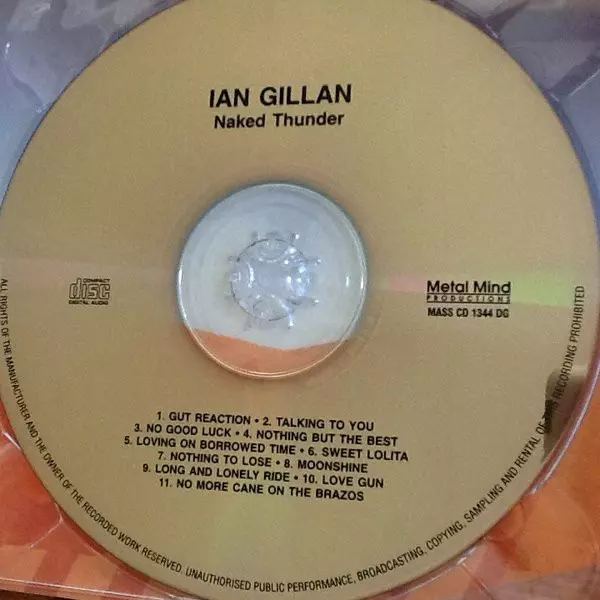 IAN GILLAN
Naked Thunder
COMPACT
disc
DIGITAL AUDIO
Metal Mind
PRODUCTIONS
MASS CD 1344 DG
1. GUT REACTION • 2. TALKING TO YOU
3. NO GOOD LUCK • 4. NOTHING BUT THE BEST
5. LOVING ON BORROWED TIME • 6. SWEET LOLITA
7. NOTHING TO LOSE • 8. MOONSHINE
9. LONG AND LONELY RIDE • 10. LOVE GUN
11. NO MORE CANE ON THE BRAZOS
ALL RIGHTS OF THE MANUFACTURER AND THE OWNER OF THE RECORDED WORK RESERVED. UNAUTHORISED PUBLIC PERFORMANCE, BROADCASTING, COPYING, SAMPLING AND RENTAL OF RECORDING PROHIBITED